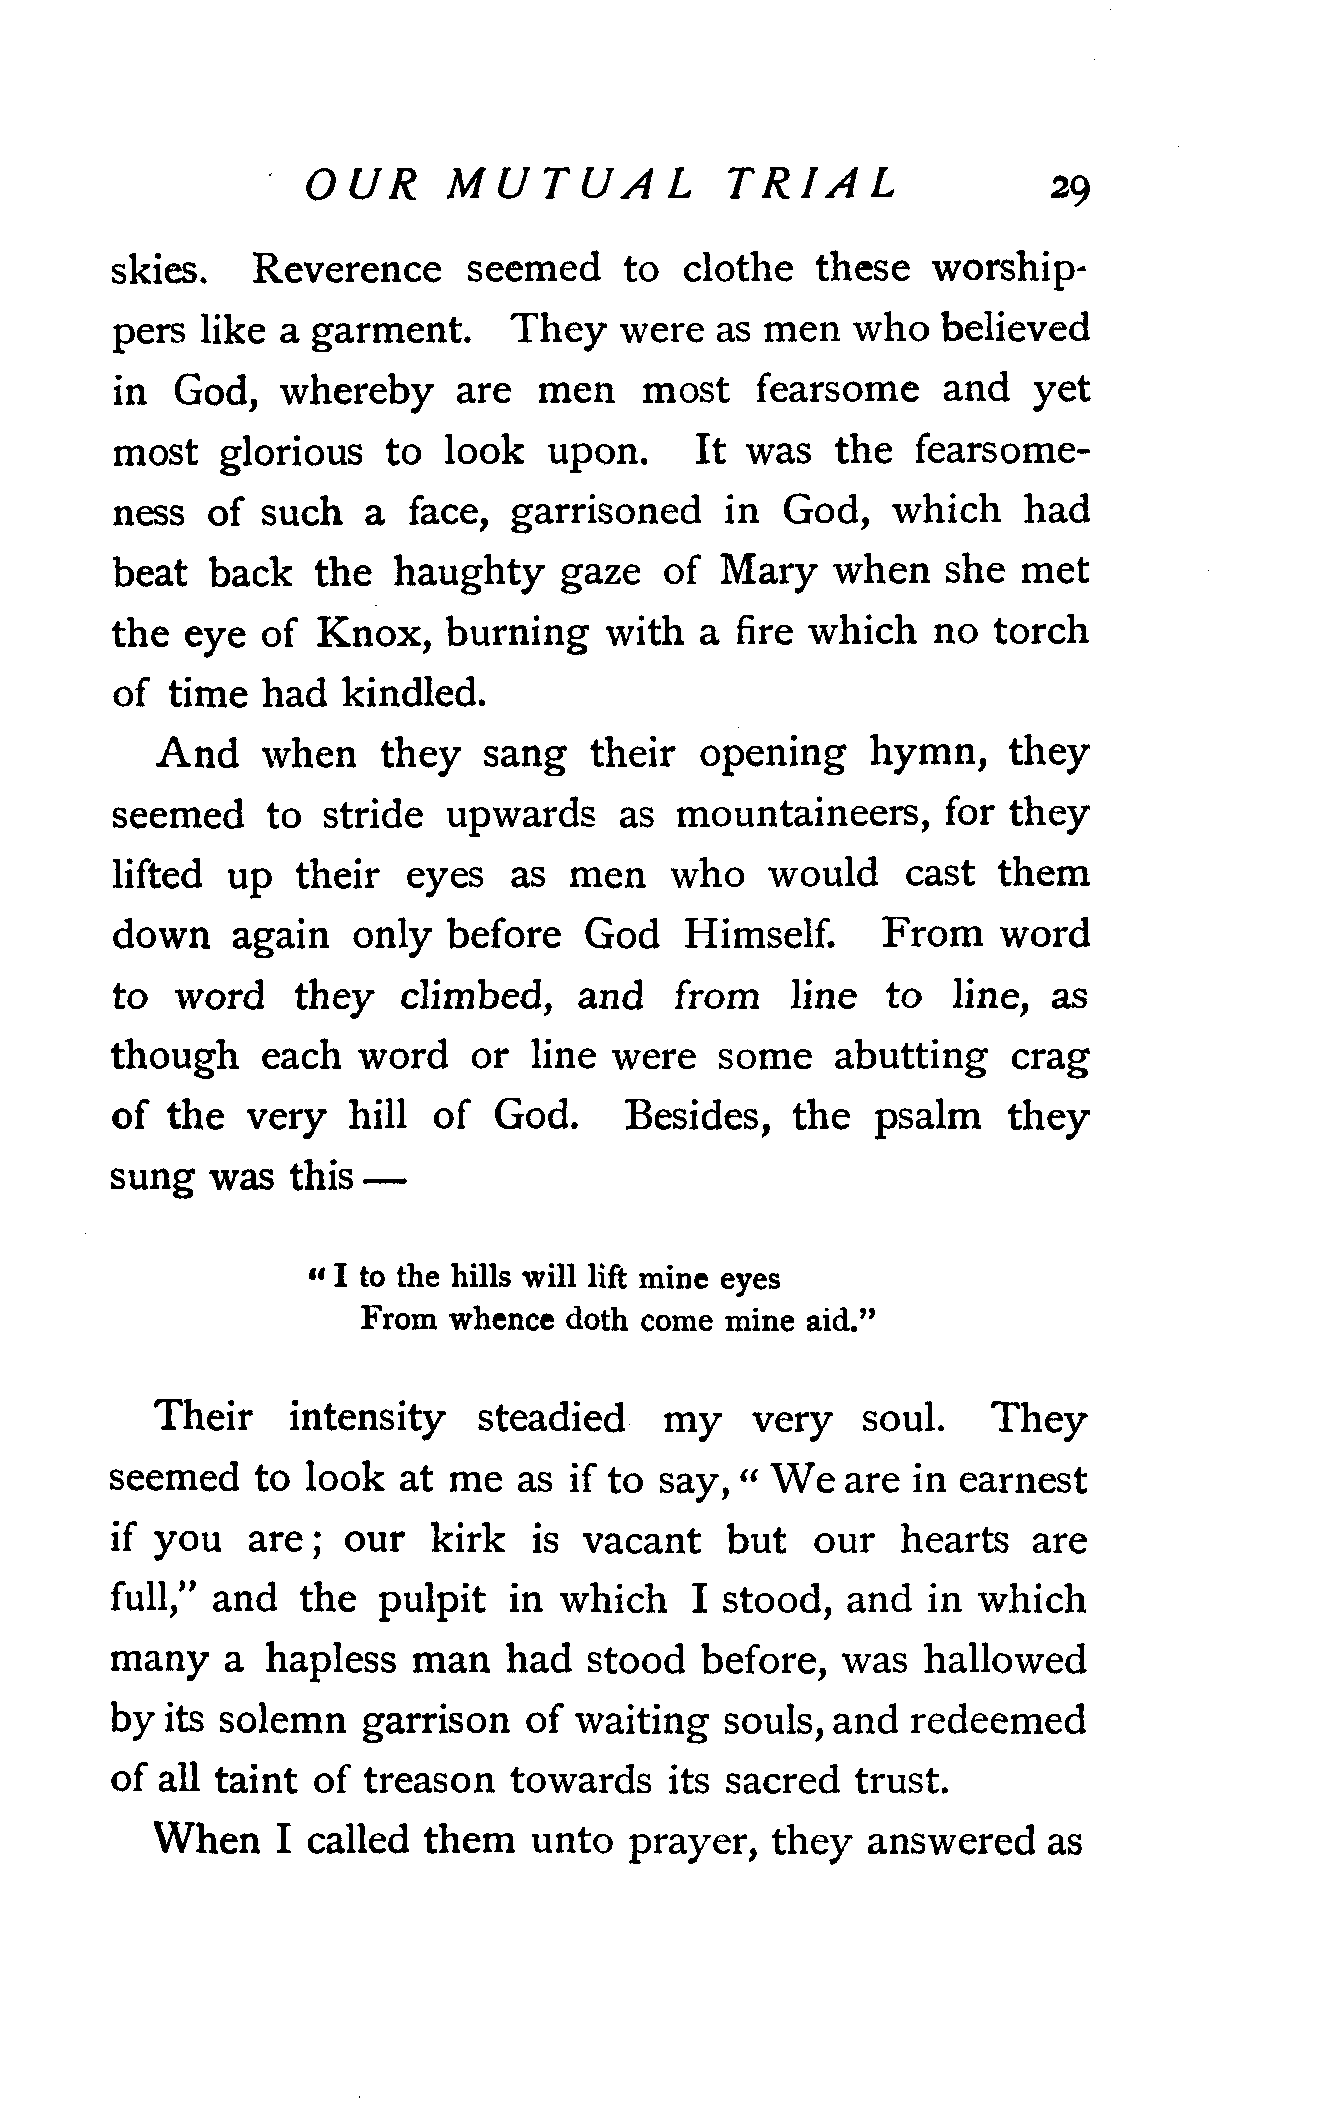 OUR MUTUAL TRIAL 29
skies. Reverence seemed to clothe these worship-
pers like a garment. They were as men who believed
in God, whereby are men most fearsome and yet
most glorious to look upon. It was the fearsome-
ness of such a face, garrisoned in God, which had
beat back the haughty gaze of Mary when she met
the eye of Knox, burning with a fire which no torch
of time had kindled.
And when they sang their opening hymn, they
seemed to stride upwards as mountaineers, for they
lifted up their eyes as men who would cast them
down again only before God Himself. From word
to word they climbed, and from line to line, as
though each word or line were some abutting crag
of the very hill of God. Besides, the psalm they
sung was this —
“I to the hills will lift mine eyes
From whence doth come mine aid.”
Their intensity steadied my very soul. They
seemed to look at me as if to say, “We are in earnest
if you are; our kirk is vacant but our hearts are
full,” and the pulpit in which I stood, and in which
many a hapless man had stood before, was hallowed
by its solemn garrison of waiting souls, and redeemed
of all taint of treason towards its sacred trust.
When I called them unto prayer, they answered as